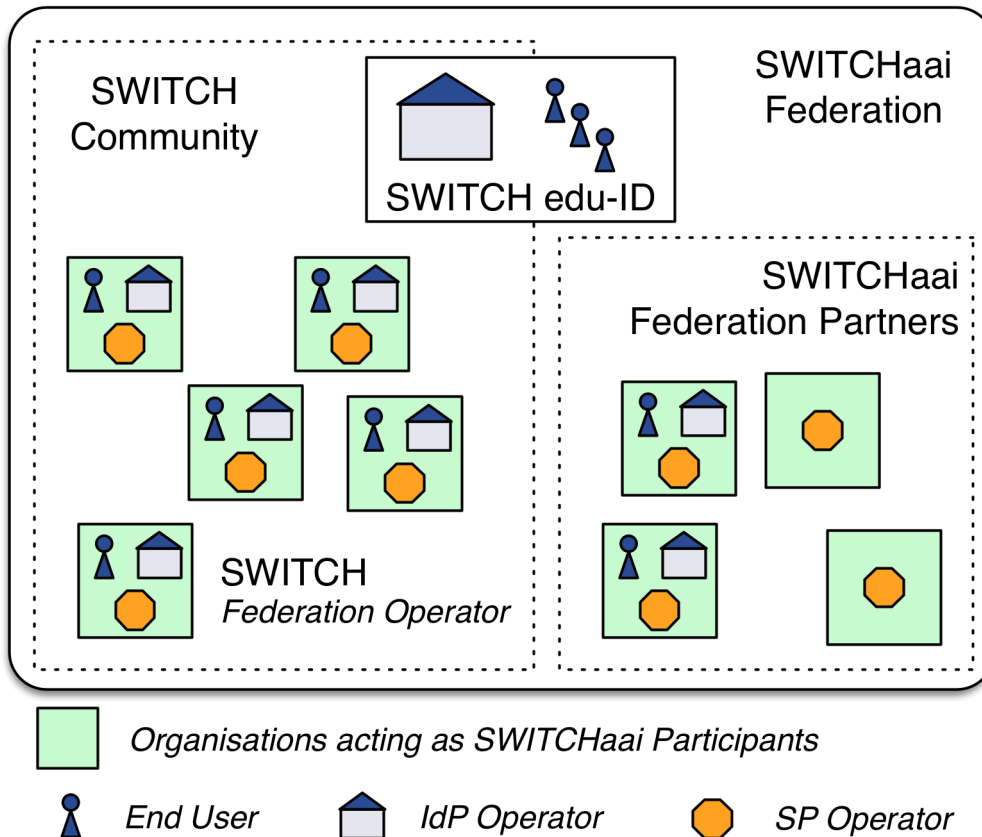 SWITCH
Community
SWITCHaai
Federation
SWITCH edu-ID
SWITCHaai
Federation Partners
SWITCH
Federation Operator
Organisations acting as SWITCHaai Participants
End User
IdP Operator
SP Operator